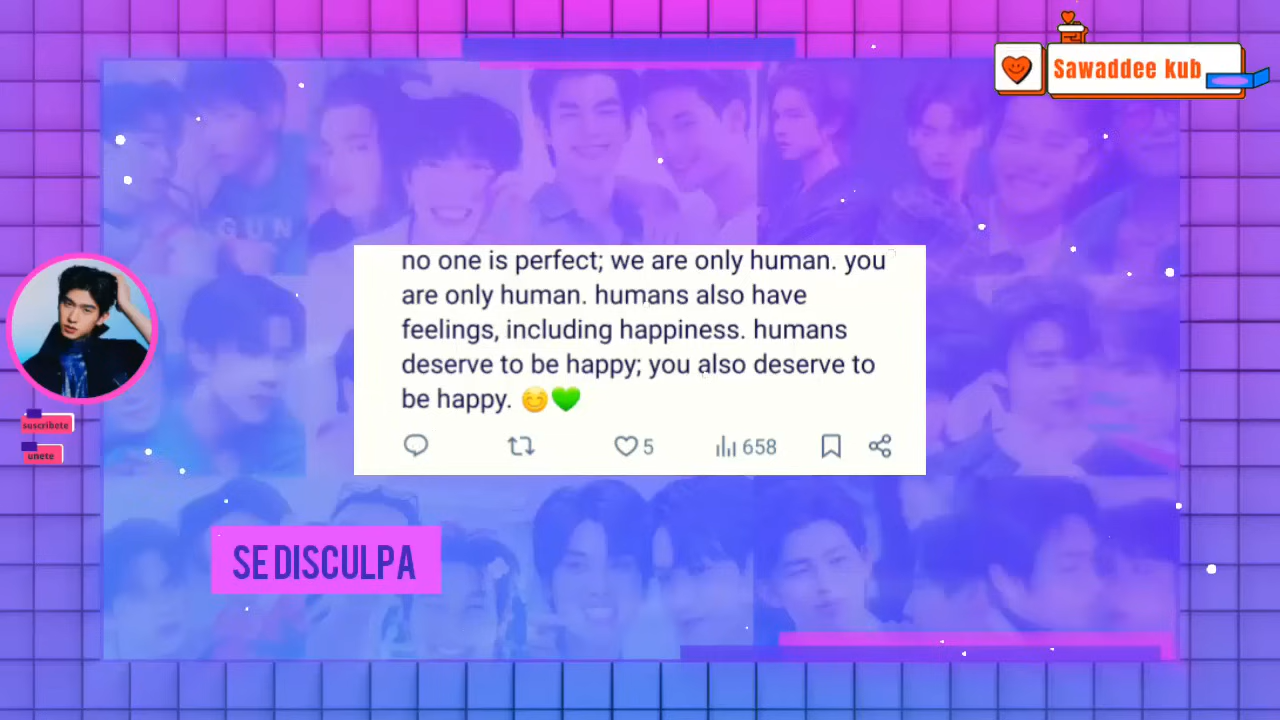 Sawaddee kub
GUN
no one is perfect; we are only human. you
are only human. humans also have
feelings, including happiness. humans
deserve to be happy; you also deserve to
be happy. 😊💚
5
658
suscribete
unete
SE DISCULPA